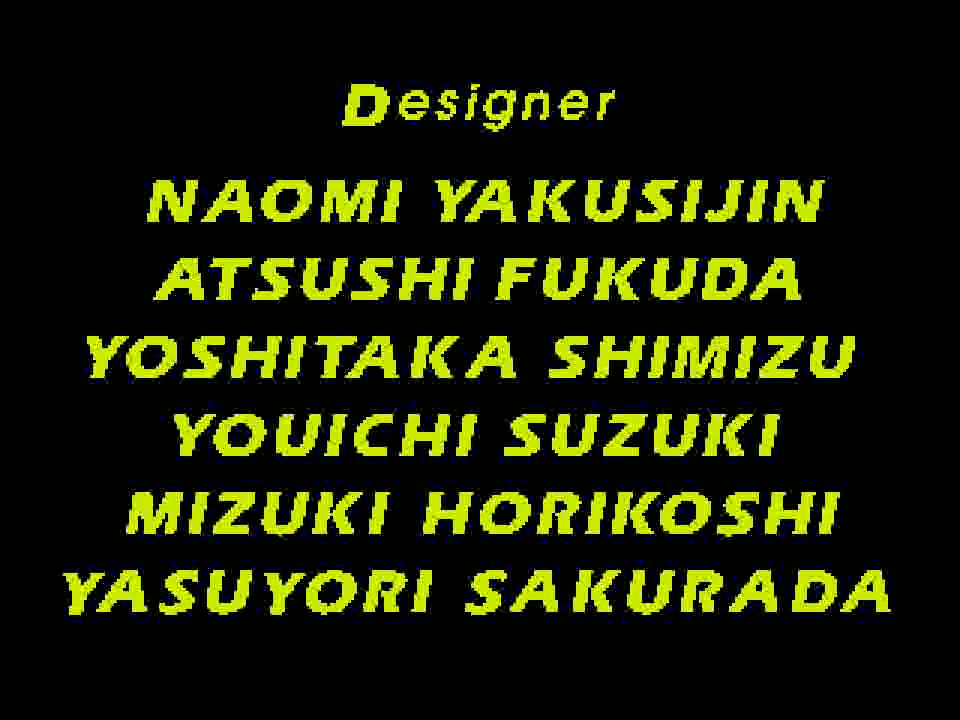 Designer
NAOMI YAKUSIJIN
ATSUSHI FUKUDA
YOSHITAKA SHIMIZU
YOUICHI SUZUKI
MIZUKI HORIKOSHI
YASUYORI SAKURADA